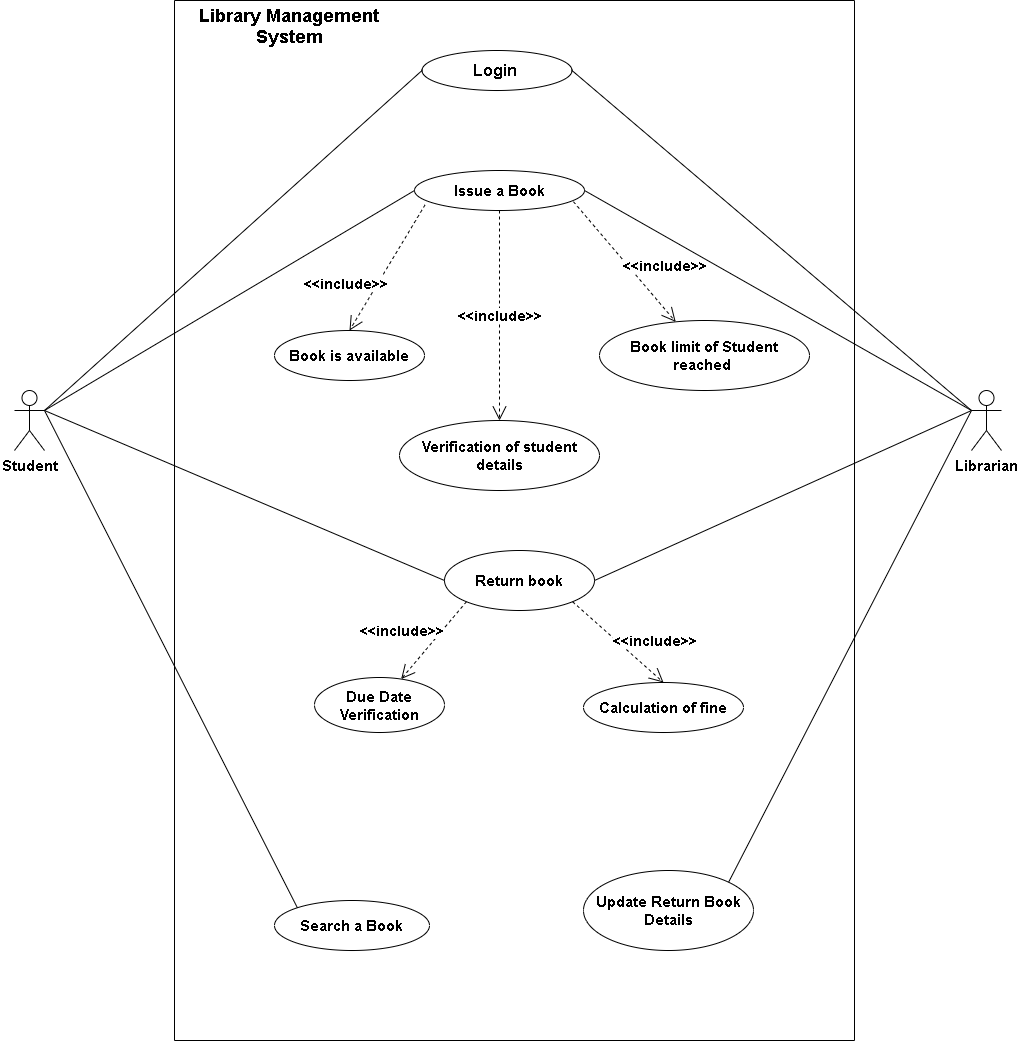 Library Management
System
Login
Issue a Book
<<include>>
<<include>>
<<include>>
Book is available
Book limit of Student
reached
Verification of student
details
Student
Librarian
Return book
<<include>>
<<include>>
Due Date
Verification
Calculation of fine
Search a Book
Update Return Book
Details